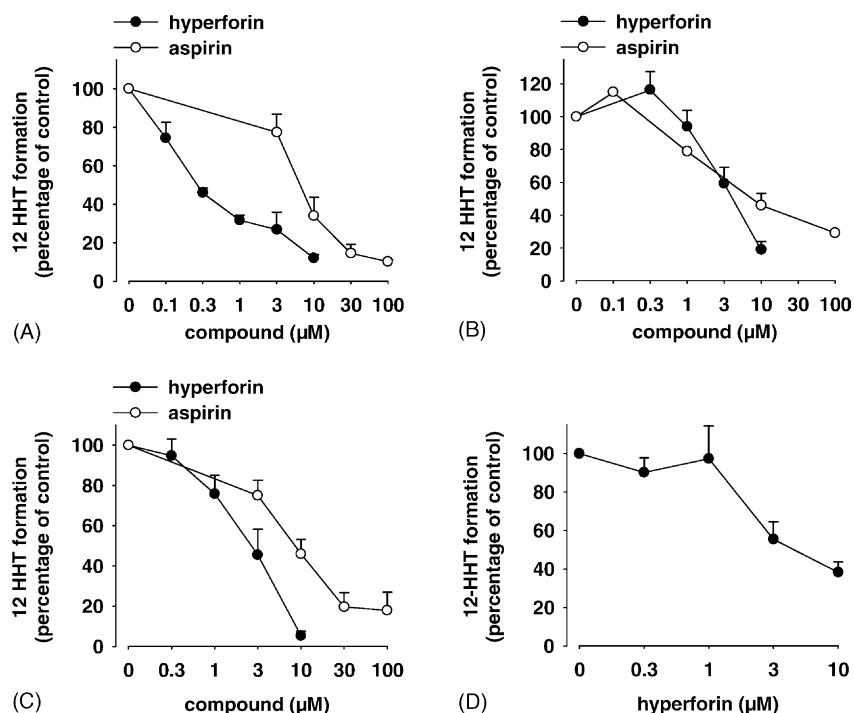 hyperforin
aspirin
12 HHT formation
(percentage of control)
100
80
60
40
20
0
0 0.1 0.3 1 3 10 30 100
compound (µM)
(A)
hyperforin
aspirin
12 HHT formation
(percentage of control)
120
100
80
60
40
20
0
0 0.1 0.3 1 3 10 30 100
compound (µM)
(B)
hyperforin
aspirin
12 HHT formation
(percentage of control)
100
80
60
40
20
0
0 0.3 1 3 10 30 100
compound (µM)
(C)
12-HHT formation
(percentage of control)
100
80
60
40
20
0
0 0.3 1 3 10
hyperforin (µM)
(D)